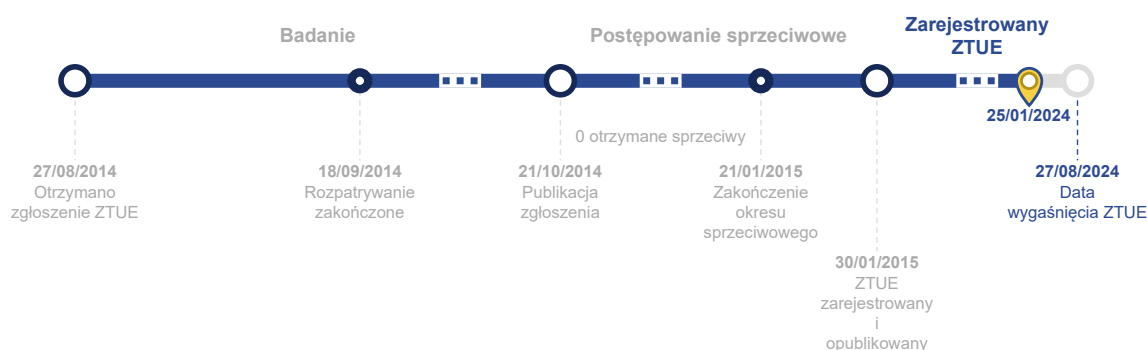 Badanie
Postępowanie sprzeciwowe
Zarejestrowany
ZTUE
25/01/2024
0 otrzymane sprzeciwy
27/08/2014
Otrzymano
zgłoszenie ZTUE
18/09/2014
Rozpatrywanie
zakończone
21/10/2014
Publikacja
zgłoszenia
21/01/2015
Zakończenie
okresu
sprzeciwowego
27/08/2024
Data
wygaśnięcia ZTUE
30/01/2015
ZTUE
zarejestrowany
i
opublikowany